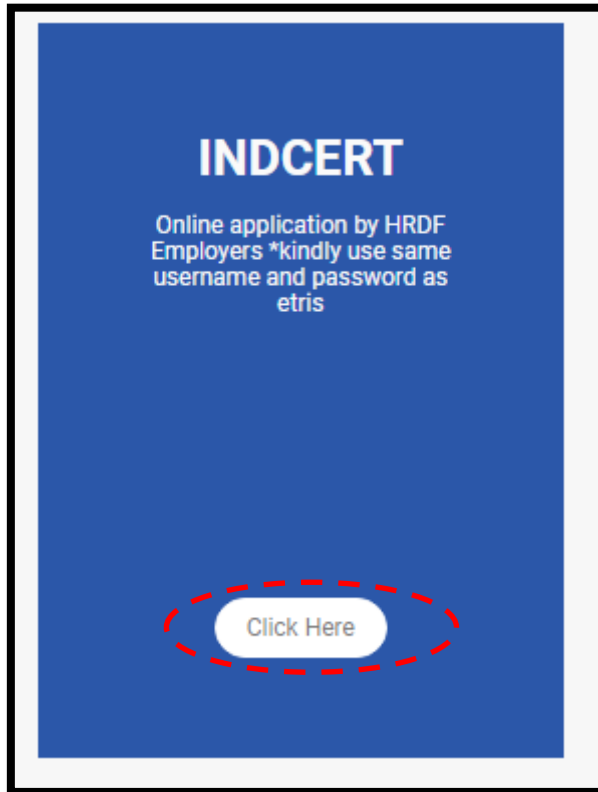 INDCERT
Online application by HRDF
Employers *kindly use same
username and password as
etris
Click Here